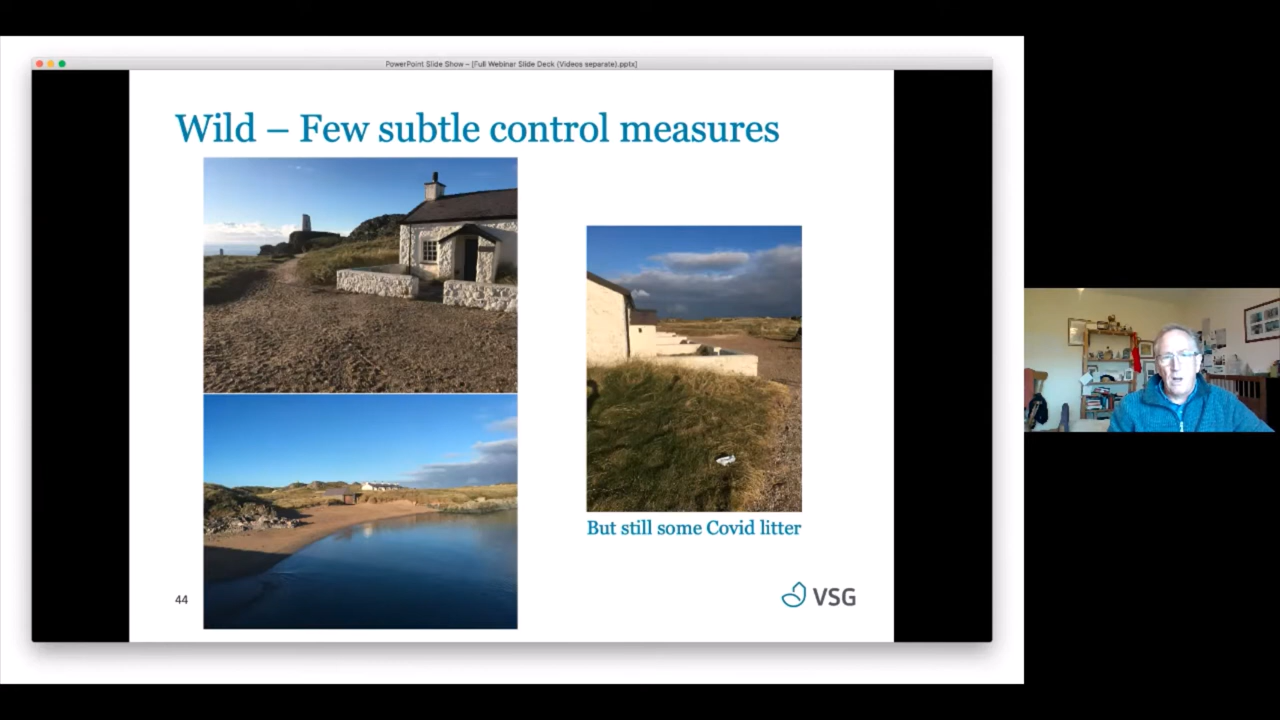 PowerPoint Slide Show – [Full Webinar Slide Deck (Videos separate).pptx]
Wild – Few subtle control measures
But still some Covid litter
44
VSG